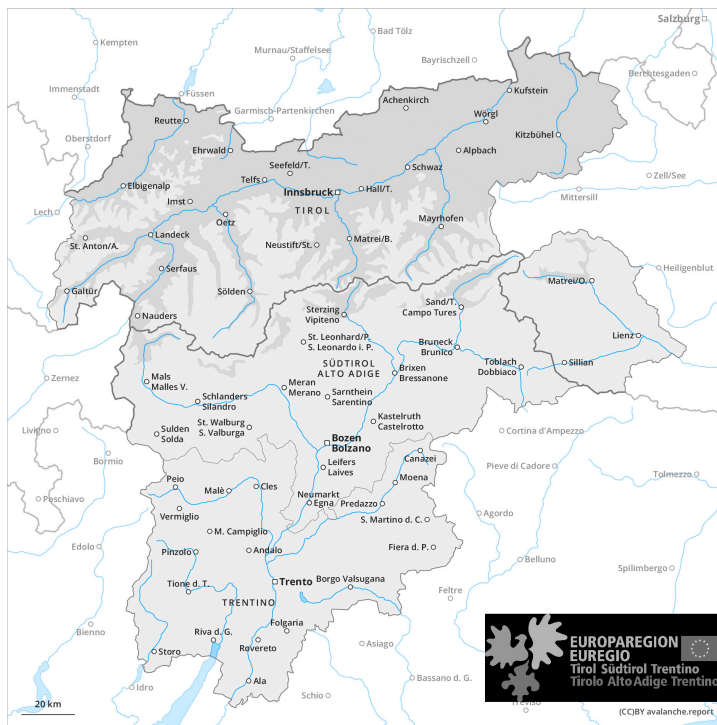 Salzburg
Kempten
Bad Tölz
Murnau/Staffelsee
Bayrischzell
Berchtesgaden
Immenstadt
Füssen
Kufstein
Achenkirch
Garmisch-Partenkirchen
Reutte
Wörgl
Oberstdorf
Kitzbühel
Ehrwald
Alpbach
Seefeld/T.
Schwaz
Telfs
Zell/See
Elbigenalp
Innsbruck
Hall/T.
Mittersill
Imst
TIROL
Lech
Oetz
Mayrhofen
Landeck
Matrei/B.
St. Anton/A.
Neustift/St.
Serfaus
Heiligenblut
Matrei/O.
Galtür
Sölden
Sand/T.
Campo Tures
Nauders
Sterzing
Vipiteno
Lienz
St. Leonhard/P.
S. Leonardo i. P.
Bruneck
Brunico
SÜDTIROL
ALTO ADIGE
Toblach
Dobbiaco
Sillian
Brixen
Bressanone
Zernez
Mals
Malles V.
Meran
Merano
Schlanders
Silandro
Sarnthein
Sarentino
Kastelruth
Castelrotto
St. Walburg
S. Valburga
Livigno
Sulden
Solda
Cortina d'Ampezzo
Bozen
Bolzano
Bormio
Canazei
Pieve di Cadore
Leifers
Laives
Tolmezzo
Peio
Malè
Cles
Moena
Poschiavo
Neumarkt
Egna
Predazzo
Vermiglio
Agordo
S. Martino d. C.
M. Campiglio
Edolo
Pinzolo
Andalo
Fiera d. P.
Belluno
Spilimbergo
Tione d. T.
Trento
Borgo Valsugana
Feltre
TRENTINO
Folgaria
Bienno
Riva d. G.
Rovereto
Asiago
Storo
Ala
Bassano d. G.
Idro
Schio
Treviso
EUROPAREGION
EUREGIO
Tirol Südtirol Trentino
Tirolo Alto Adige Trentino
20 km
(CC)BY avalanche.report